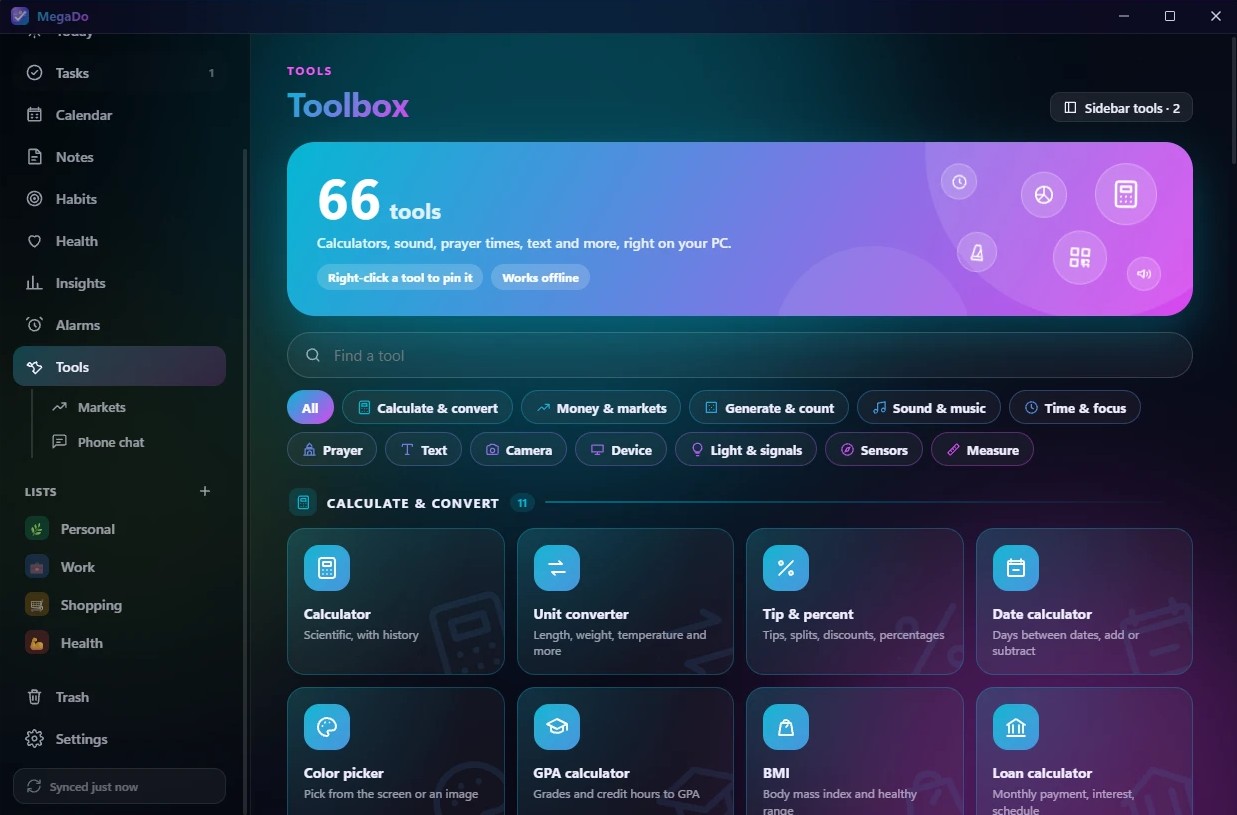 MegaDo
Today
Tasks 1
Calendar
Notes
Habits
Health
Insights
Alarms
Tools
Markets
Phone chat
LISTS
Personal
Work
Shopping
Health
Trash
Settings
Synced just now
TOOLS
Toolbox
Sidebar tools · 2
66 tools
Calculators, sound, prayer times, text and more, right on your PC.
Right-click a tool to pin it Works offline
Find a tool
All Calculate & convert Money & markets Generate & count Sound & music Time & focus
Prayer Text Camera Device Light & signals Sensors Measure
CALCULATE & CONVERT 11
Calculator
Scientific, with history
Unit converter
Length, weight, temperature and
more
Tip & percent
Tips, splits, discounts, percentages
Date calculator
Days between dates, add or
subtract
Color picker
Pick from the screen or an image
GPA calculator
Grades and credit hours to GPA
BMI
Body mass index and healthy
range
Loan calculator
Monthly payment, interest,
schedule